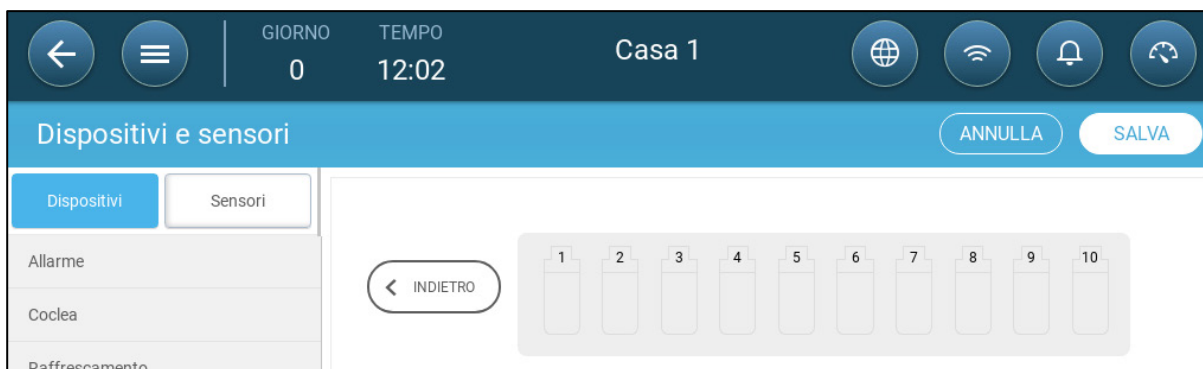 GIORNO TEMPO
0 12:02 Casa 1
Dispositivi e sensori ANNULLA SALVA
Dispositivi Sensori
Allarme
Coclea
Raffrescamento
INDIETRO
1 2 3 4 5 6 7 8 9 10